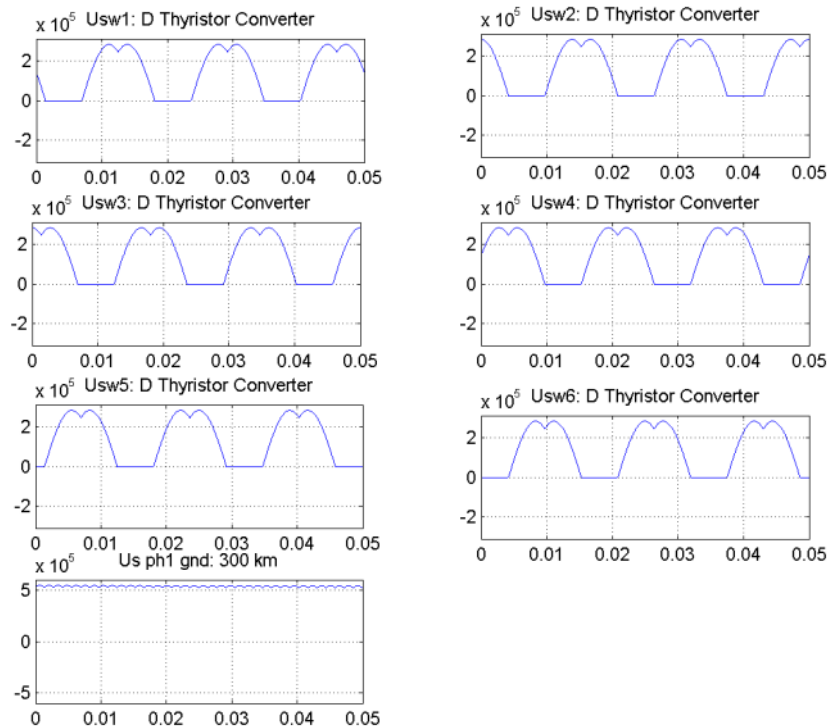 x 10^5 Usw1: D Thyristor Converter
2
0
-2
0 0.01 0.02 0.03 0.04 0.05
x 10^5 Usw2: D Thyristor Converter
2
0
-2
0 0.01 0.02 0.03 0.04 0.05
x 10^5 Usw3: D Thyristor Converter
2
0
-2
0 0.01 0.02 0.03 0.04 0.05
x 10^5 Usw4: D Thyristor Converter
2
0
-2
0 0.01 0.02 0.03 0.04 0.05
x 10^5 Usw5: D Thyristor Converter
2
0
-2
0 0.01 0.02 0.03 0.04 0.05
x 10^5 Usw6: D Thyristor Converter
2
0
-2
0 0.01 0.02 0.03 0.04 0.05
x 10^5 Us ph1 gnd: 300 km
5
0
-5
0 0.01 0.02 0.03 0.04 0.05